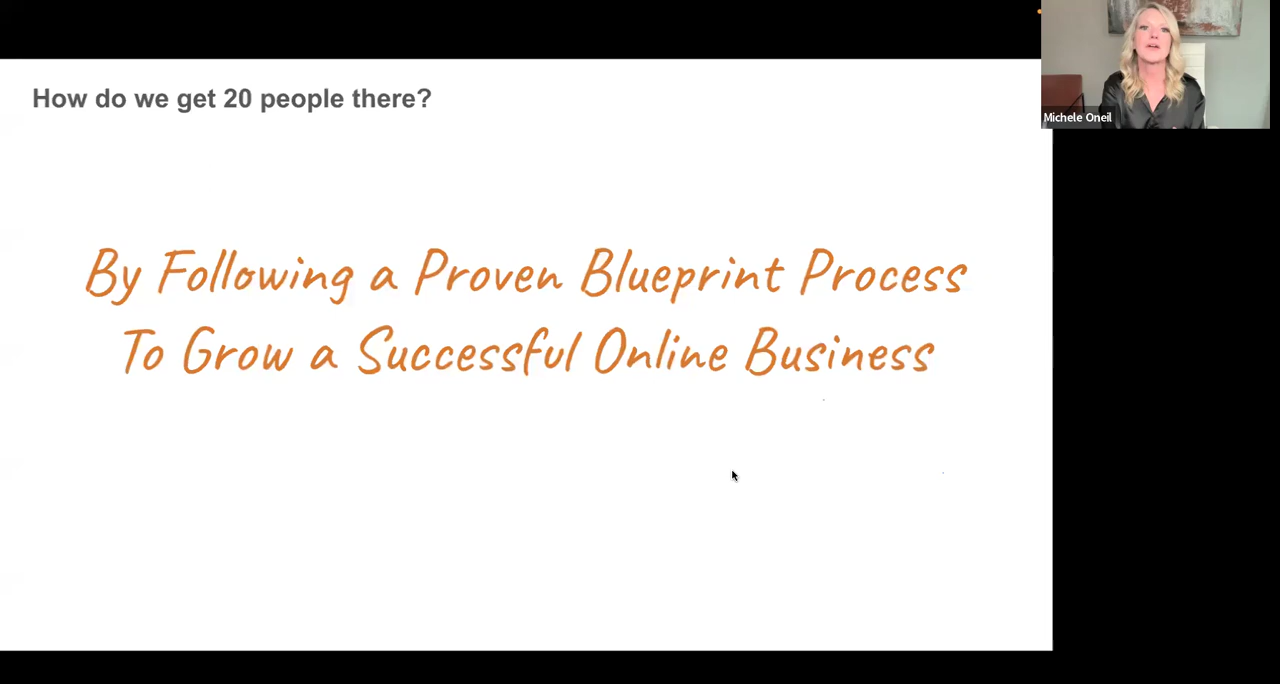 How do we get 20 people there?
By Following a Proven Blueprint Process
To Grow a Successful Online Business
Michele Oneil